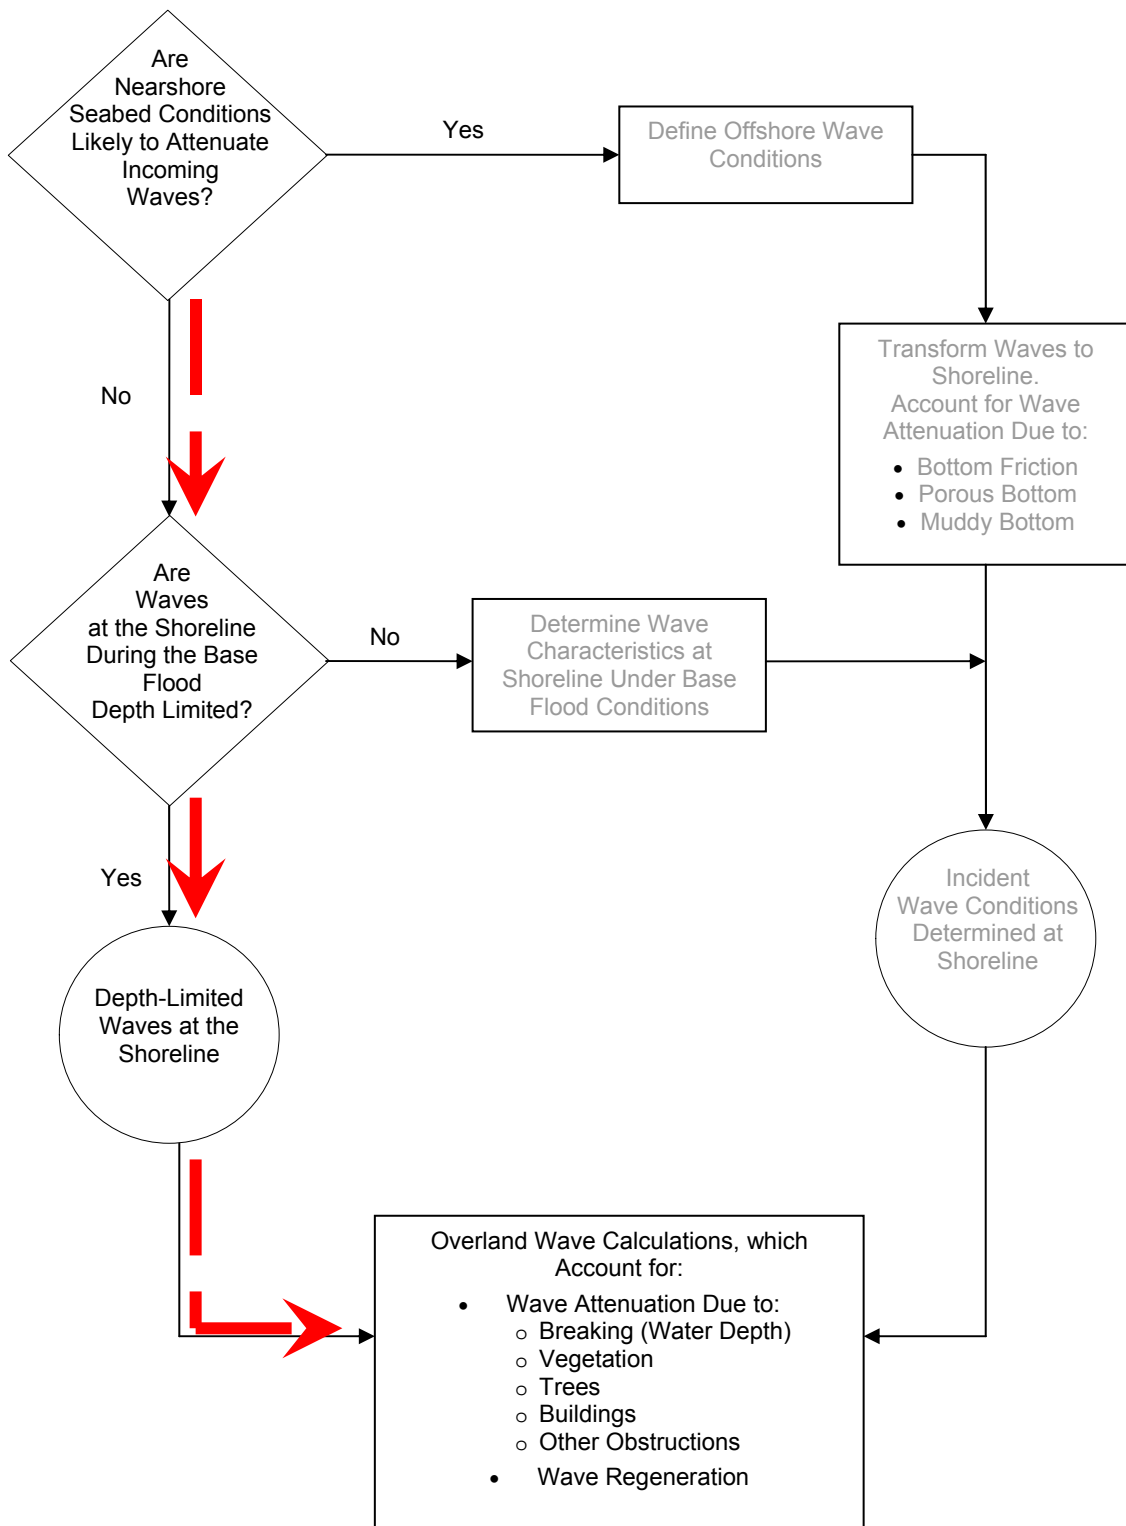 Are
Nearshore
Seabed Conditions
Likely to Attenuate
Incoming
Waves?
Yes
Define Offshore Wave
Conditions
Transform Waves to
Shoreline.
Account for Wave
Attenuation Due to:
• Bottom Friction
• Porous Bottom
• Muddy Bottom
No
Are
Waves
at the Shoreline
During the Base
Flood
Depth Limited?
No
Determine Wave
Characteristics at
Shoreline Under Base
Flood Conditions
Yes
Incident
Wave Conditions
Determined at
Shoreline
Depth-Limited
Waves at the
Shoreline
Overland Wave Calculations, which
Account for:
• Wave Attenuation Due to:
o Breaking (Water Depth)
o Vegetation
o Trees
o Buildings
o Other Obstructions
• Wave Regeneration